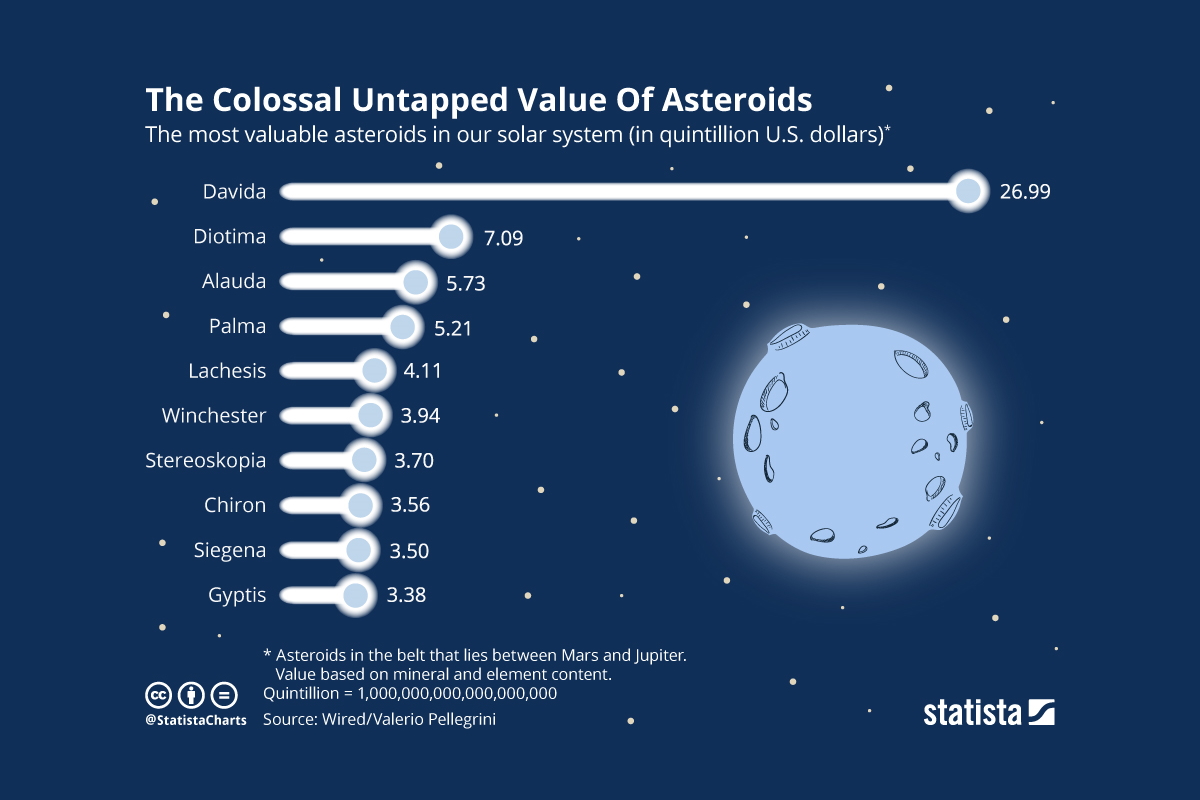 The Colossal Untapped Value Of Asteroids
The most valuable asteroids in our solar system (in quintillion U.S. dollars)*
Davida 26.99
Diotima 7.09
Alauda 5.73
Palma 5.21
Lachesis 4.11
Winchester 3.94
Stereoskopia 3.70
Chiron 3.56
Siegena 3.50
Gyptis 3.38
* Asteroids in the belt that lies between Mars and Jupiter.
Value based on mineral and element content.
Quintillion = 1,000,000,000,000,000,000
cc
@StatistaCharts Source: Wired/Valerio Pellegrini
statista